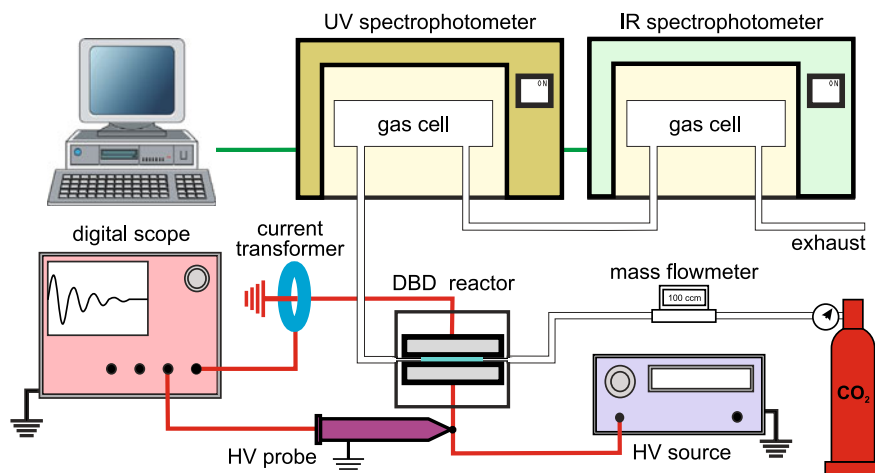 UV spectrophotometer
IR spectrophotometer
ON
ON
gas cell
gas cell
exhaust
digital scope
current
transformer
DBD reactor
mass flowmeter
100 ccm
CO₂
HV probe
HV source